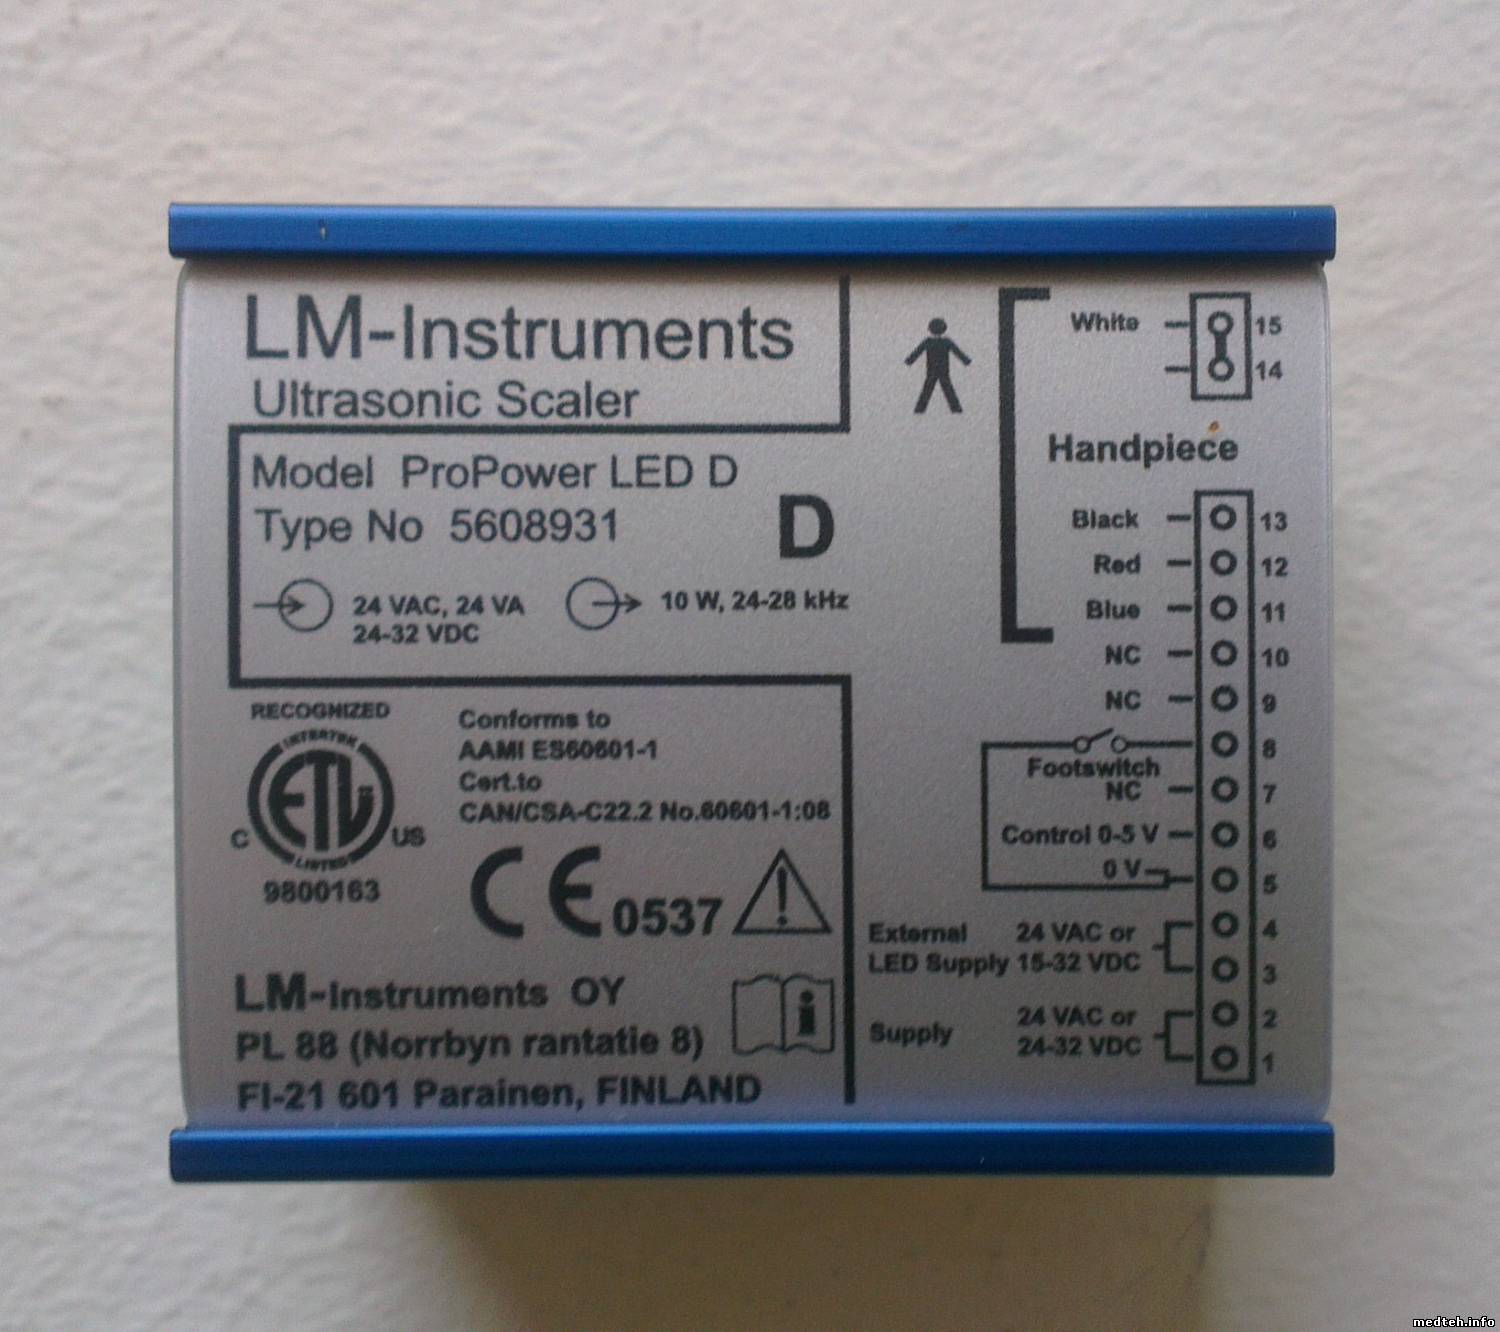 LM-Instruments
Ultrasonic Scaler
Model ProPower LED D
Type No 5608931
D
24 VAC, 24 VA
24-32 VDC
10 W, 24-28 kHz
RECOGNIZED
INTERTEK
ETL
LISTED
C US
9800163
Conforms to
AAMI ES60601-1
Cert.to
CAN/CSA-C22.2 No.60601-1:08
CE 0537
LM-Instruments OY
PL 88 (Norrbyn rantatie 8)
FI-21 601 Parainen, FINLAND
White 15
14
Handpiece
Black 13
Red 12
Blue 11
NC 10
NC 9
8
Footswitch
NC 7
Control 0-5 V 6
0 V 5
External 24 VAC or 4
LED Supply 15-32 VDC 3
Supply 24 VAC or 2
24-32 VDC 1
medteh.info